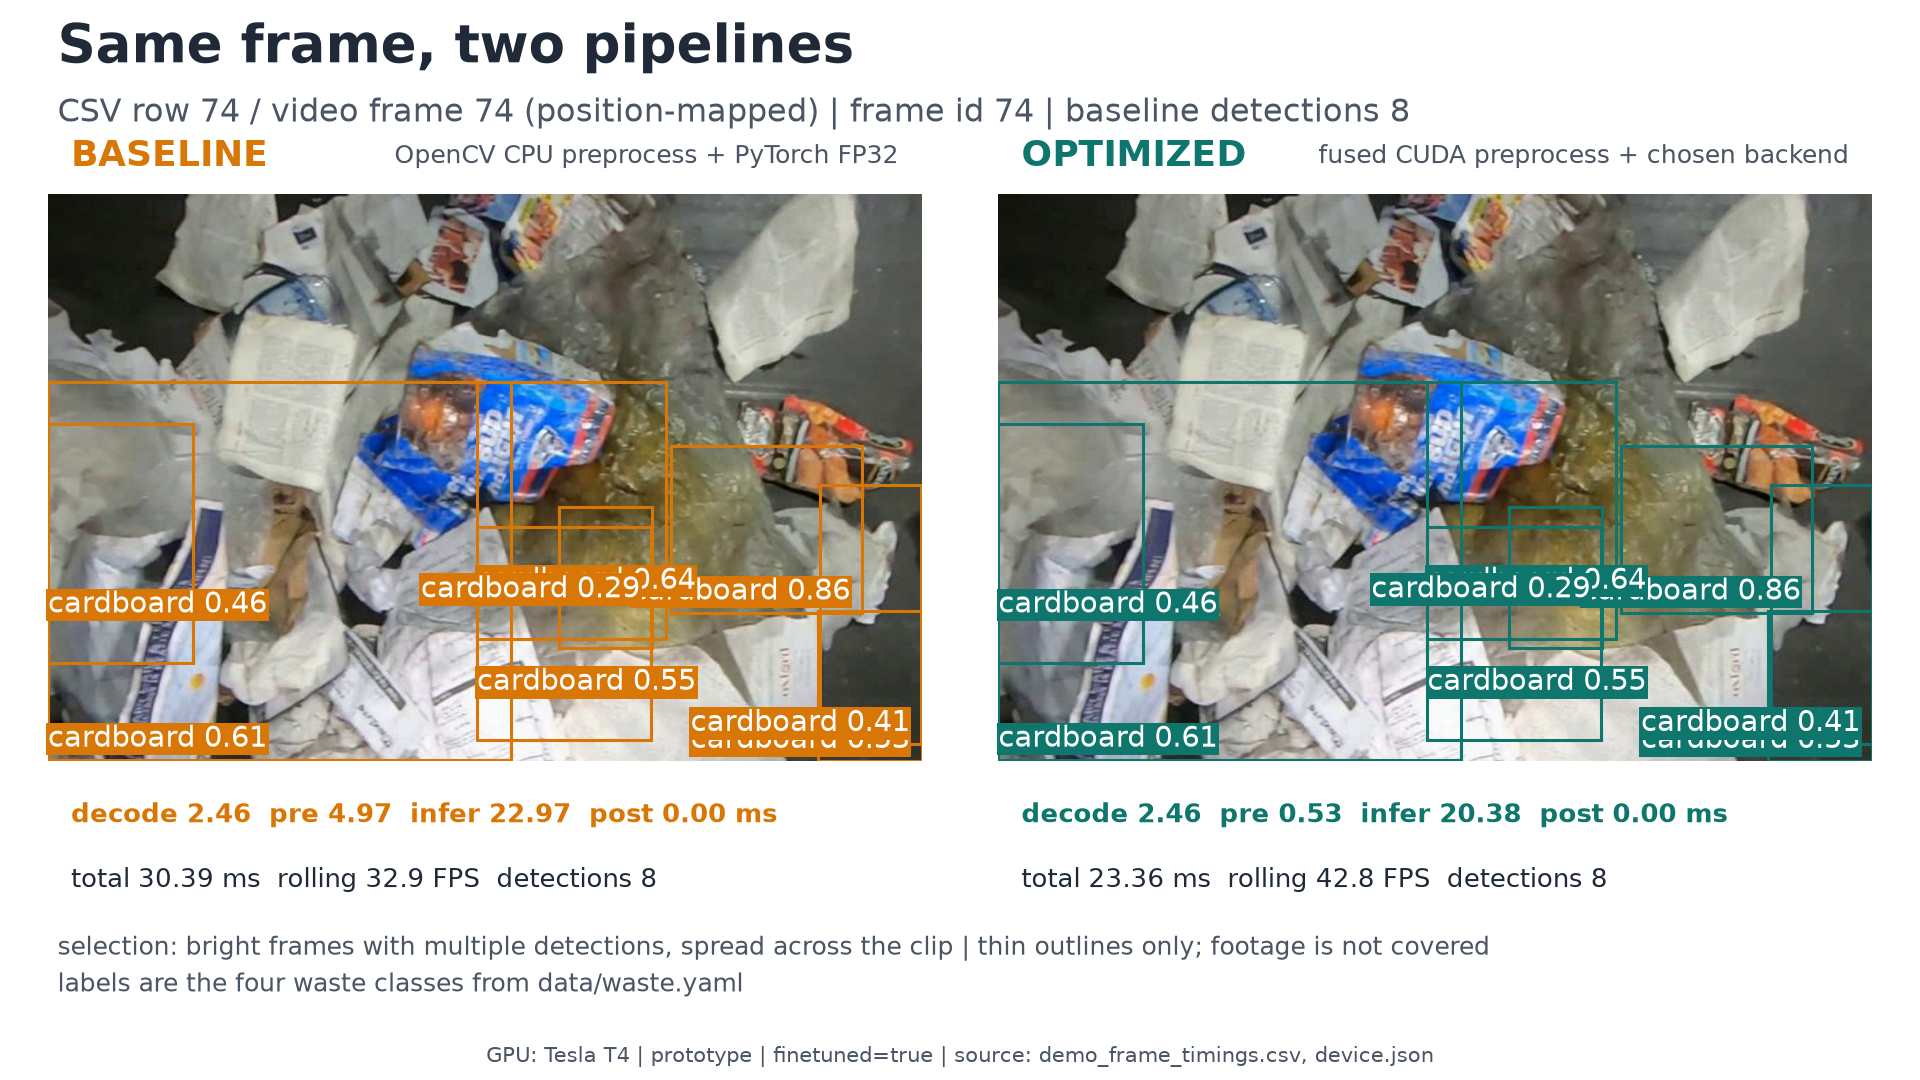 Same frame, two pipelines
CSV row 74 / video frame 74 (position-mapped) | frame id 74 | baseline detections 8
BASELINE OpenCV CPU preprocess + PyTorch FP32
OPTIMIZED fused CUDA preprocess + chosen backend
cardboard 0.46
cardboard 0.29
0.64
board 0.86
cardboard 0.55
cardboard 0.61
cardboard 0.41
cardboard 0.46
cardboard 0.29
0.64
board 0.86
cardboard 0.55
cardboard 0.61
cardboard 0.41
decode 2.46 pre 4.97 infer 22.97 post 0.00 ms
total 30.39 ms rolling 32.9 FPS detections 8
decode 2.46 pre 0.53 infer 20.38 post 0.00 ms
total 23.36 ms rolling 42.8 FPS detections 8
selection: bright frames with multiple detections, spread across the clip | thin outlines only; footage is not covered
labels are the four waste classes from data/waste.yaml
GPU: Tesla T4 | prototype | finetuned=true | source: demo_frame_timings.csv, device.json